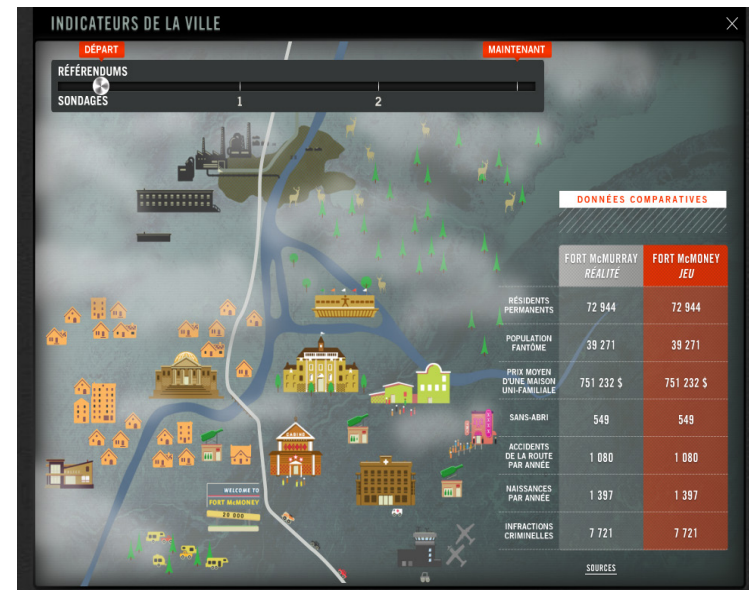 INDICATEURS DE LA VILLE
DÉPART
MAINTENANT
RÉFÉRENDUMS
SONDAGES
1
2
DONNÉES COMPARATIVES
FORT McMURRAY
RÉALITÉ
FORT McMONEY
JEU
RÉSIDENTS
PERMANENTS
72 944
72 944
POPULATION
FANTÔME
39 271
39 271
PRIX MOYEN
D'UNE MAISON
UNI-FAMILIALE
751 232 $
751 232 $
SANS-ABRI
549
549
ACCIDENTS
DE LA ROUTE
PAR ANNÉE
1 080
1 080
NAISSANCES
PAR ANNÉE
1 397
1 397
INFRACTIONS
CRIMINELLES
7 721
7 721
SOURCES
CASINO
WELCOME TO
FORT McMONEY